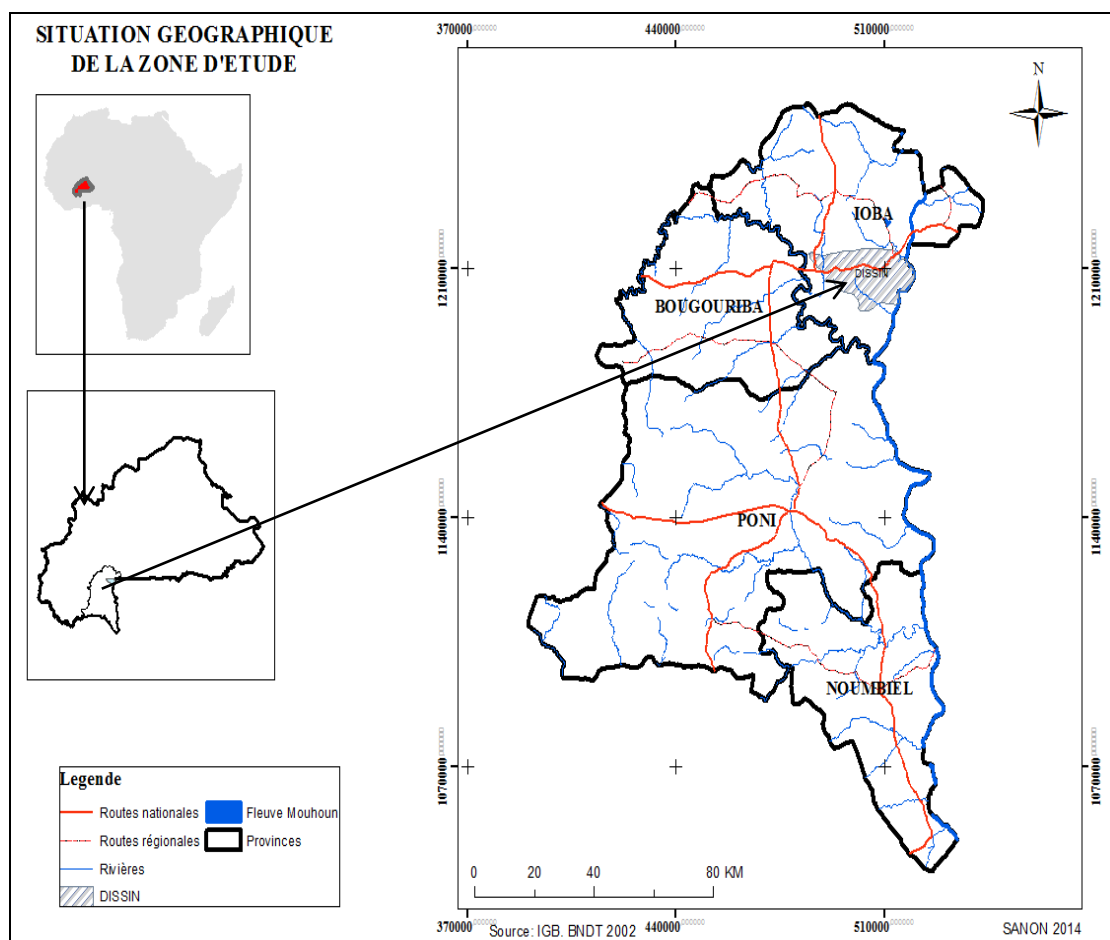 SITUATION GEOGRAPHIQUE
DE LA ZONE D'ETUDE
370000
440000
510000
N
IOBA
1210000
DISSIN
1210000
BOUGOURIBA
1140000
PONI
1140000
NOUMBIEL
1070000
1070000
Legende
Routes nationales
Fleuve Mouhoun
Routes régionales
Provinces
Rivières
DISSIN
0 20 40 60 80 KM
370000
440000
510000
Source: IGB. BNDT 2002
SANON 2014